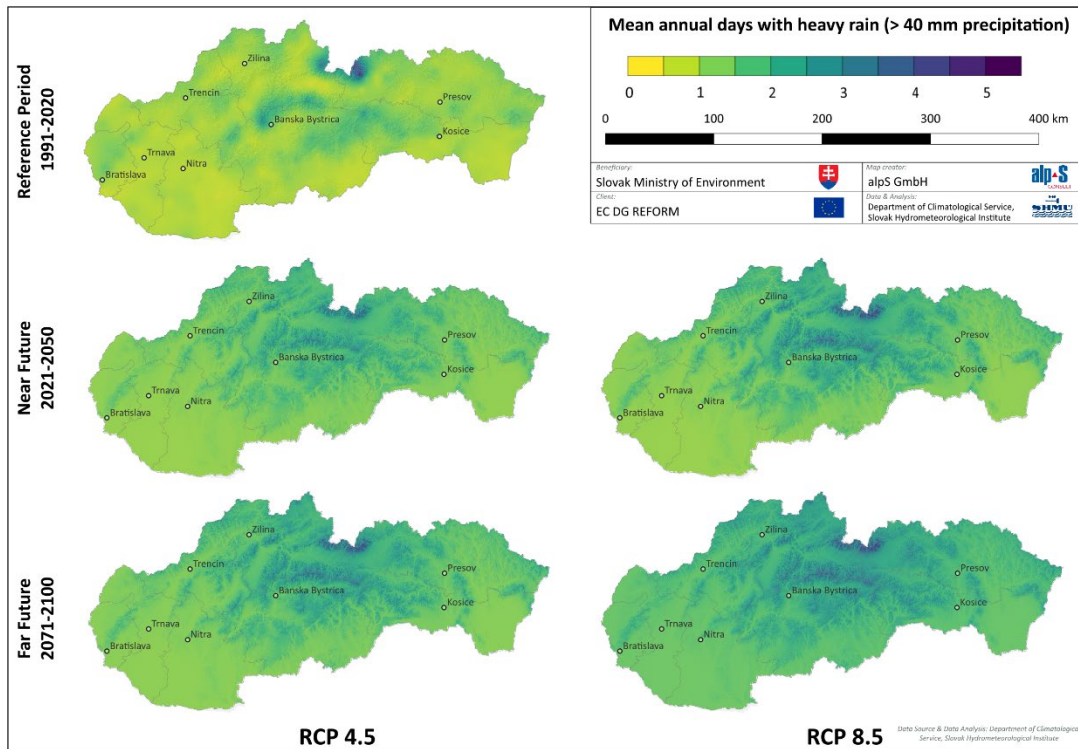 Mean annual days with heavy rain (> 40 mm precipitation)
0 1 2 3 4 5
0 100 200 300 400 km
Beneficiary:
Slovak Ministry of Environment
Map creator:
alpS GmbH
alpS
CONSULT
Client:
EC DG REFORM
Data & Analysis:
Department of Climatological Service,
Slovak Hydrometeorological Institute
SHMÚ
Reference Period
1991-2020
Zilina
Trencin
Presov
Banska Bystrica
Kosice
Trnava
Nitra
Bratislava
Near Future
2021-2050
Zilina
Trencin
Presov
Banska Bystrica
Kosice
Trnava
Nitra
Bratislava
Zilina
Trencin
Presov
Banska Bystrica
Kosice
Trnava
Nitra
Bratislava
Far Future
2071-2100
Zilina
Trencin
Presov
Banska Bystrica
Kosice
Trnava
Nitra
Bratislava
Zilina
Trencin
Presov
Banska Bystrica
Kosice
Trnava
Nitra
Bratislava
RCP 4.5
RCP 8.5
Data Source & Data Analysis: Department of Climatological
Service, Slovak Hydrometeorological Institute